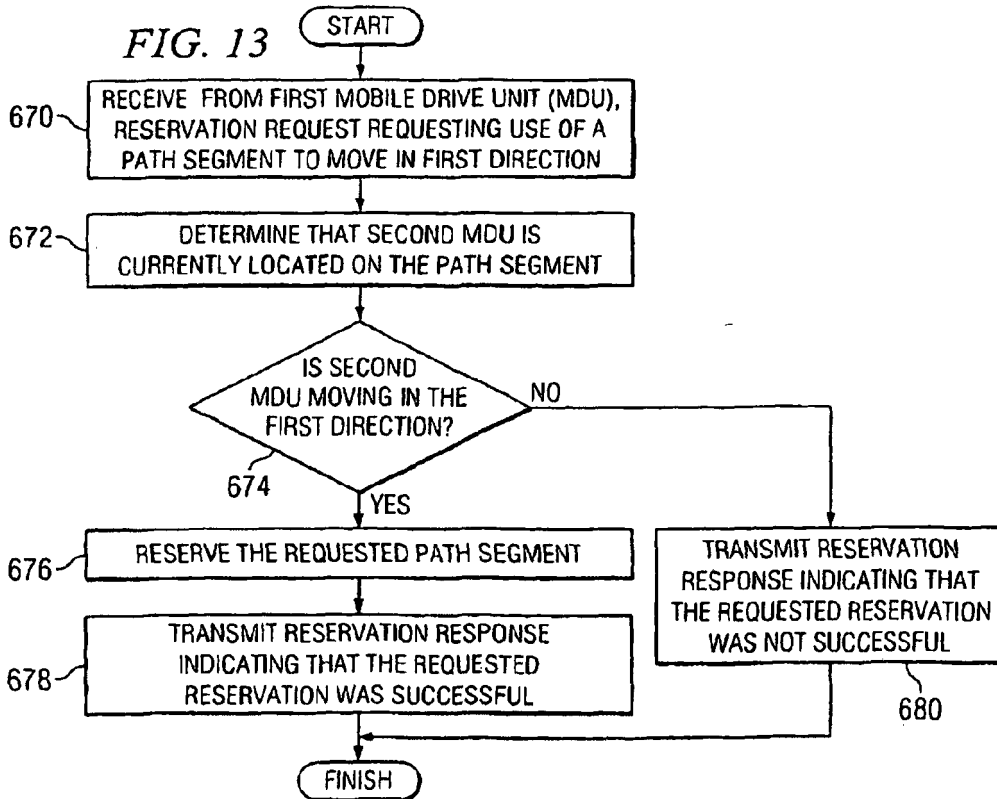 FIG. 13
START
670
RECEIVE FROM FIRST MOBILE DRIVE UNIT (MDU),
RESERVATION REQUEST REQUESTING USE OF A
PATH SEGMENT TO MOVE IN FIRST DIRECTION
672
DETERMINE THAT SECOND MDU IS
CURRENTLY LOCATED ON THE PATH SEGMENT
IS SECOND
MDU MOVING IN THE
FIRST DIRECTION?
NO
674
YES
676
RESERVE THE REQUESTED PATH SEGMENT
678
TRANSMIT RESERVATION RESPONSE
INDICATING THAT THE REQUESTED
RESERVATION WAS SUCCESSFUL
TRANSMIT RESERVATION
RESPONSE INDICATING THAT
THE REQUESTED RESERVATION
WAS NOT SUCCESSFUL
680
FINISH